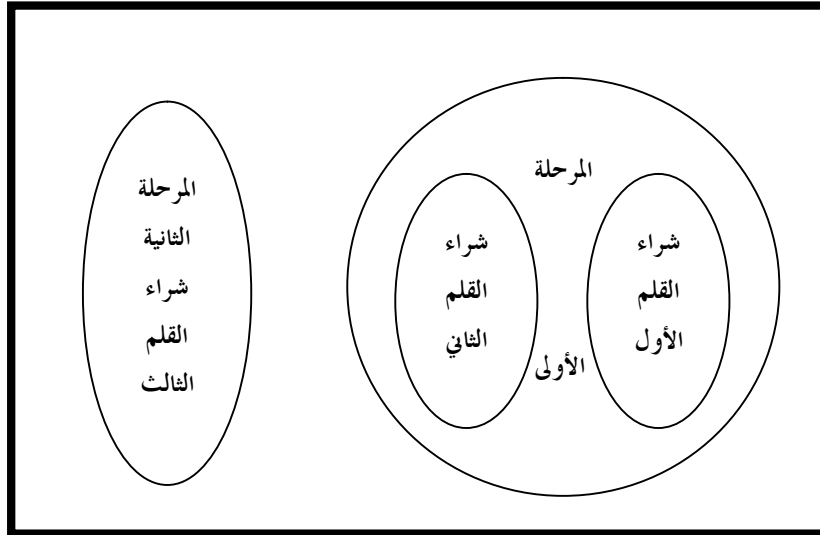 المرحلة
الأولى
شراء
القلم
الأول
شراء
القلم
الثاني
المرحلة
الثانية
شراء
القلم
الثالث